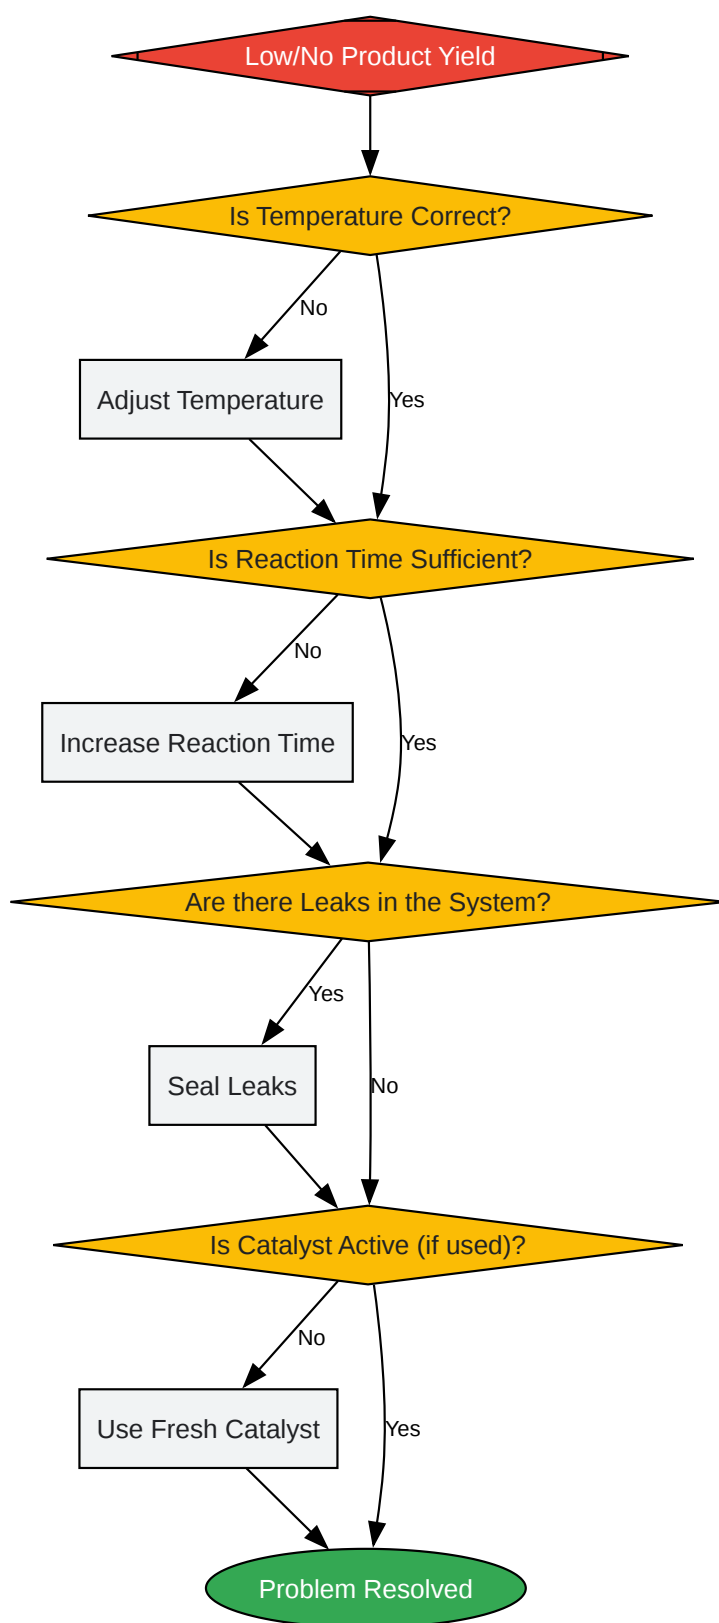 Low/No Product Yield
Is Temperature Correct?
No
Adjust Temperature
Yes
Is Reaction Time Sufficient?
No
Increase Reaction Time
Yes
Are there Leaks in the System?
Yes
Seal Leaks
No
Is Catalyst Active (if used)?
No
Use Fresh Catalyst
Yes
Problem Resolved